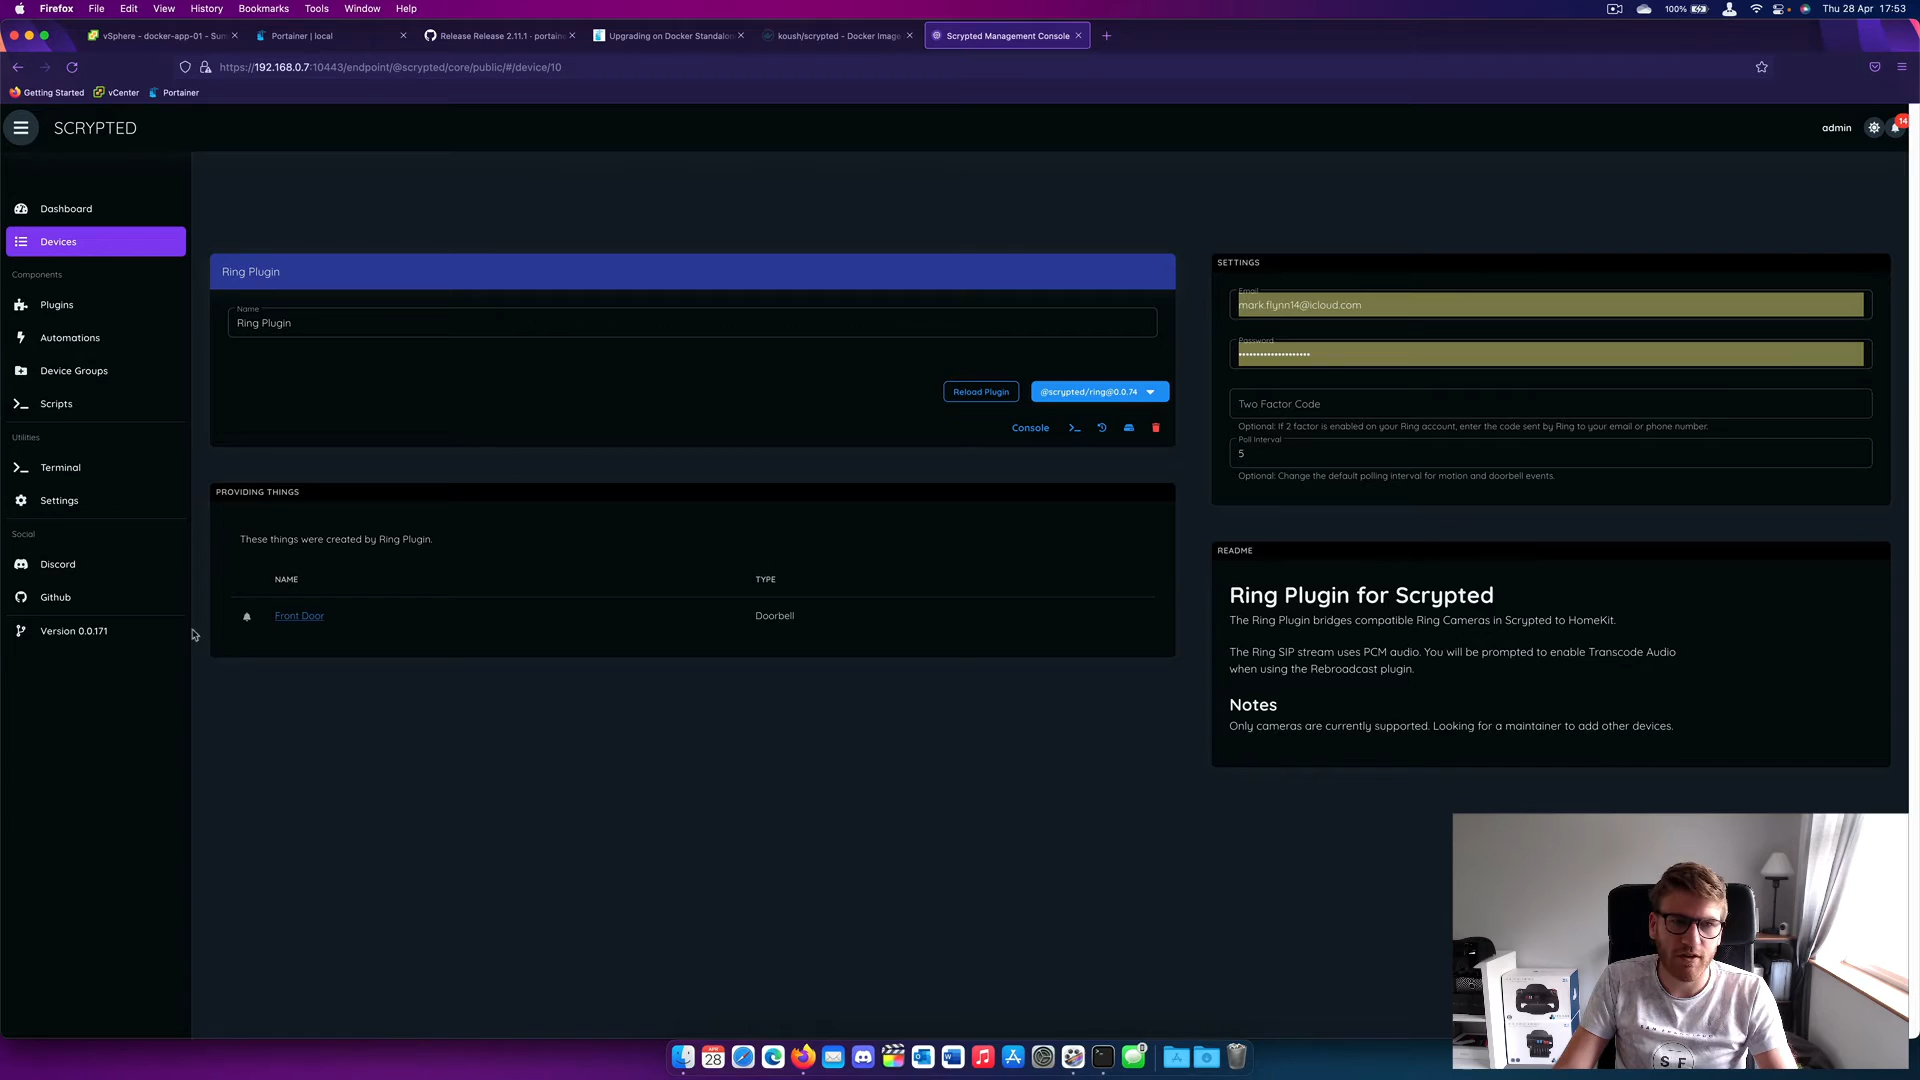 Firefox File Edit View History Bookmarks Tools Window Help
100% Thu 28 Apr 17:53
vSphere - docker-app-01 - Sum
Portainer | local
Release Release 2.11.1 · portain
Upgrading on Docker Standalon
koush/scrypted - Docker Image
Scrypted Management Console
https://192.168.0.7:10443/endpoint/@scrypted/core/public/#/device/10
Getting Started vCenter Portainer
SCRYPTED
admin
14
Dashboard
Devices
Components
Plugins
Automations
Device Groups
Scripts
Utilities
Terminal
Settings
Social
Discord
Github
Version 0.0.171
Ring Plugin
Name
Ring Plugin
Reload Plugin @scrypted/ring@0.0.74
Console
PROVIDING THINGS
These things were created by Ring Plugin.
NAME TYPE
Front Door Doorbell
SETTINGS
Email
mark.flynn14@icloud.com
Password
Two Factor Code
Optional: If 2 factor is enabled on your Ring account, enter the code sent by Ring to your email or phone number.
Poll Interval
5
Optional: Change the default polling interval for motion and doorbell events.
README
Ring Plugin for Scrypted
The Ring Plugin bridges compatible Ring Cameras in Scrypted to HomeKit.
The Ring SIP stream uses PCM audio. You will be prompted to enable Transcode Audio
when using the Rebroadcast plugin.
Notes
Only cameras are currently supported. Looking for a maintainer to add other devices.
APR
28
S F